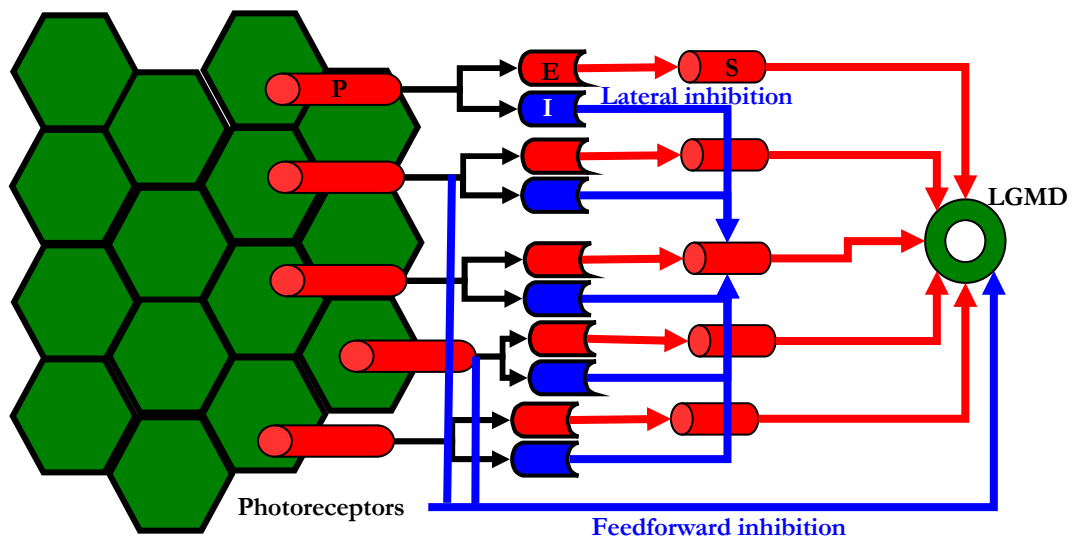 P
E
S
Lateral inhibition
I
LGMD
Photoreceptors
Feedforward inhibition